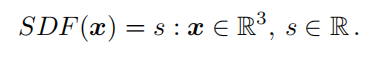 SDF(x) = s : x ∈ ℝ³, s ∈ ℝ.